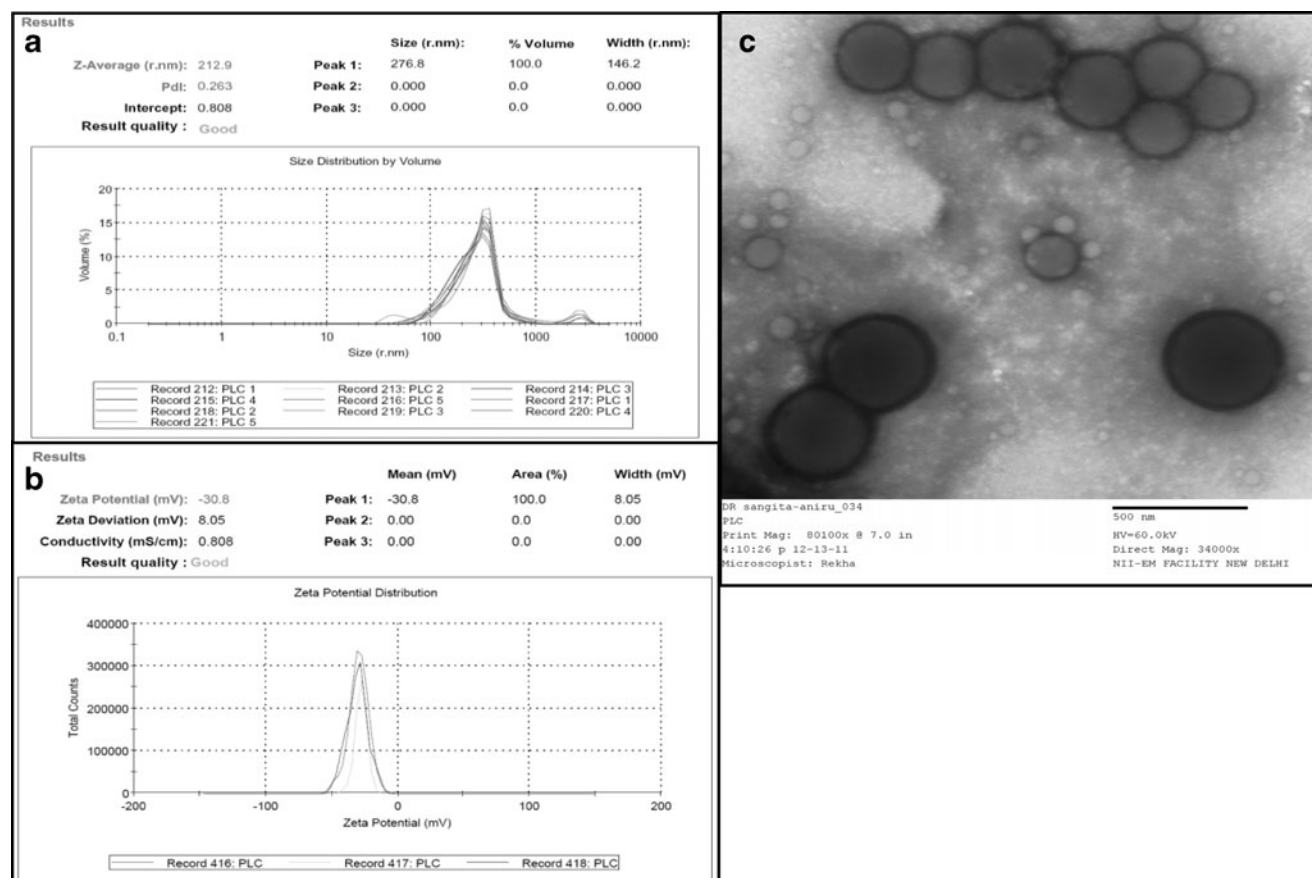 Results
a
Size (r.nm): % Volume Width (r.nm):
Z-Average (r.nm): 212.9 Peak 1: 276.8 100.0 146.2
PdI: 0.263 Peak 2: 0.000 0.0 0.000
Intercept: 0.808 Peak 3: 0.000 0.0 0.000
Result quality : Good
Size Distribution by Volume
Volume (%)
20
15
10
5
0
0.1 1 10 100 1000 10000
Size (r.nm)
Record 212: PLC 1 Record 213: PLC 2 Record 214: PLC 3
Record 215: PLC 4 Record 216: PLC 5 Record 217: PLC 1
Record 218: PLC 2 Record 219: PLC 3 Record 220: PLC 4
Record 221: PLC 5
Results
b
Mean (mV) Area (%) Width (mV)
Zeta Potential (mV): -30.8 Peak 1: -30.8 100.0 8.05
Zeta Deviation (mV): 8.05 Peak 2: 0.00 0.0 0.00
Conductivity (mS/cm): 0.808 Peak 3: 0.00 0.0 0.00
Result quality : Good
Zeta Potential Distribution
Total Counts
400000
300000
200000
100000
0
-200 -100 0 100 200
Zeta Potential (mV)
Record 416: PLC Record 417: PLC Record 418: PLC
c
DR sangita-aniru_034
PLC
Print Mag: 80100x @ 7.0 in
4:10:26 p 12-13-11
Microscopist: Rekha
500 nm
HV=60.0kV
Direct Mag: 34000x
NII-EM FACILITY NEW DELHI